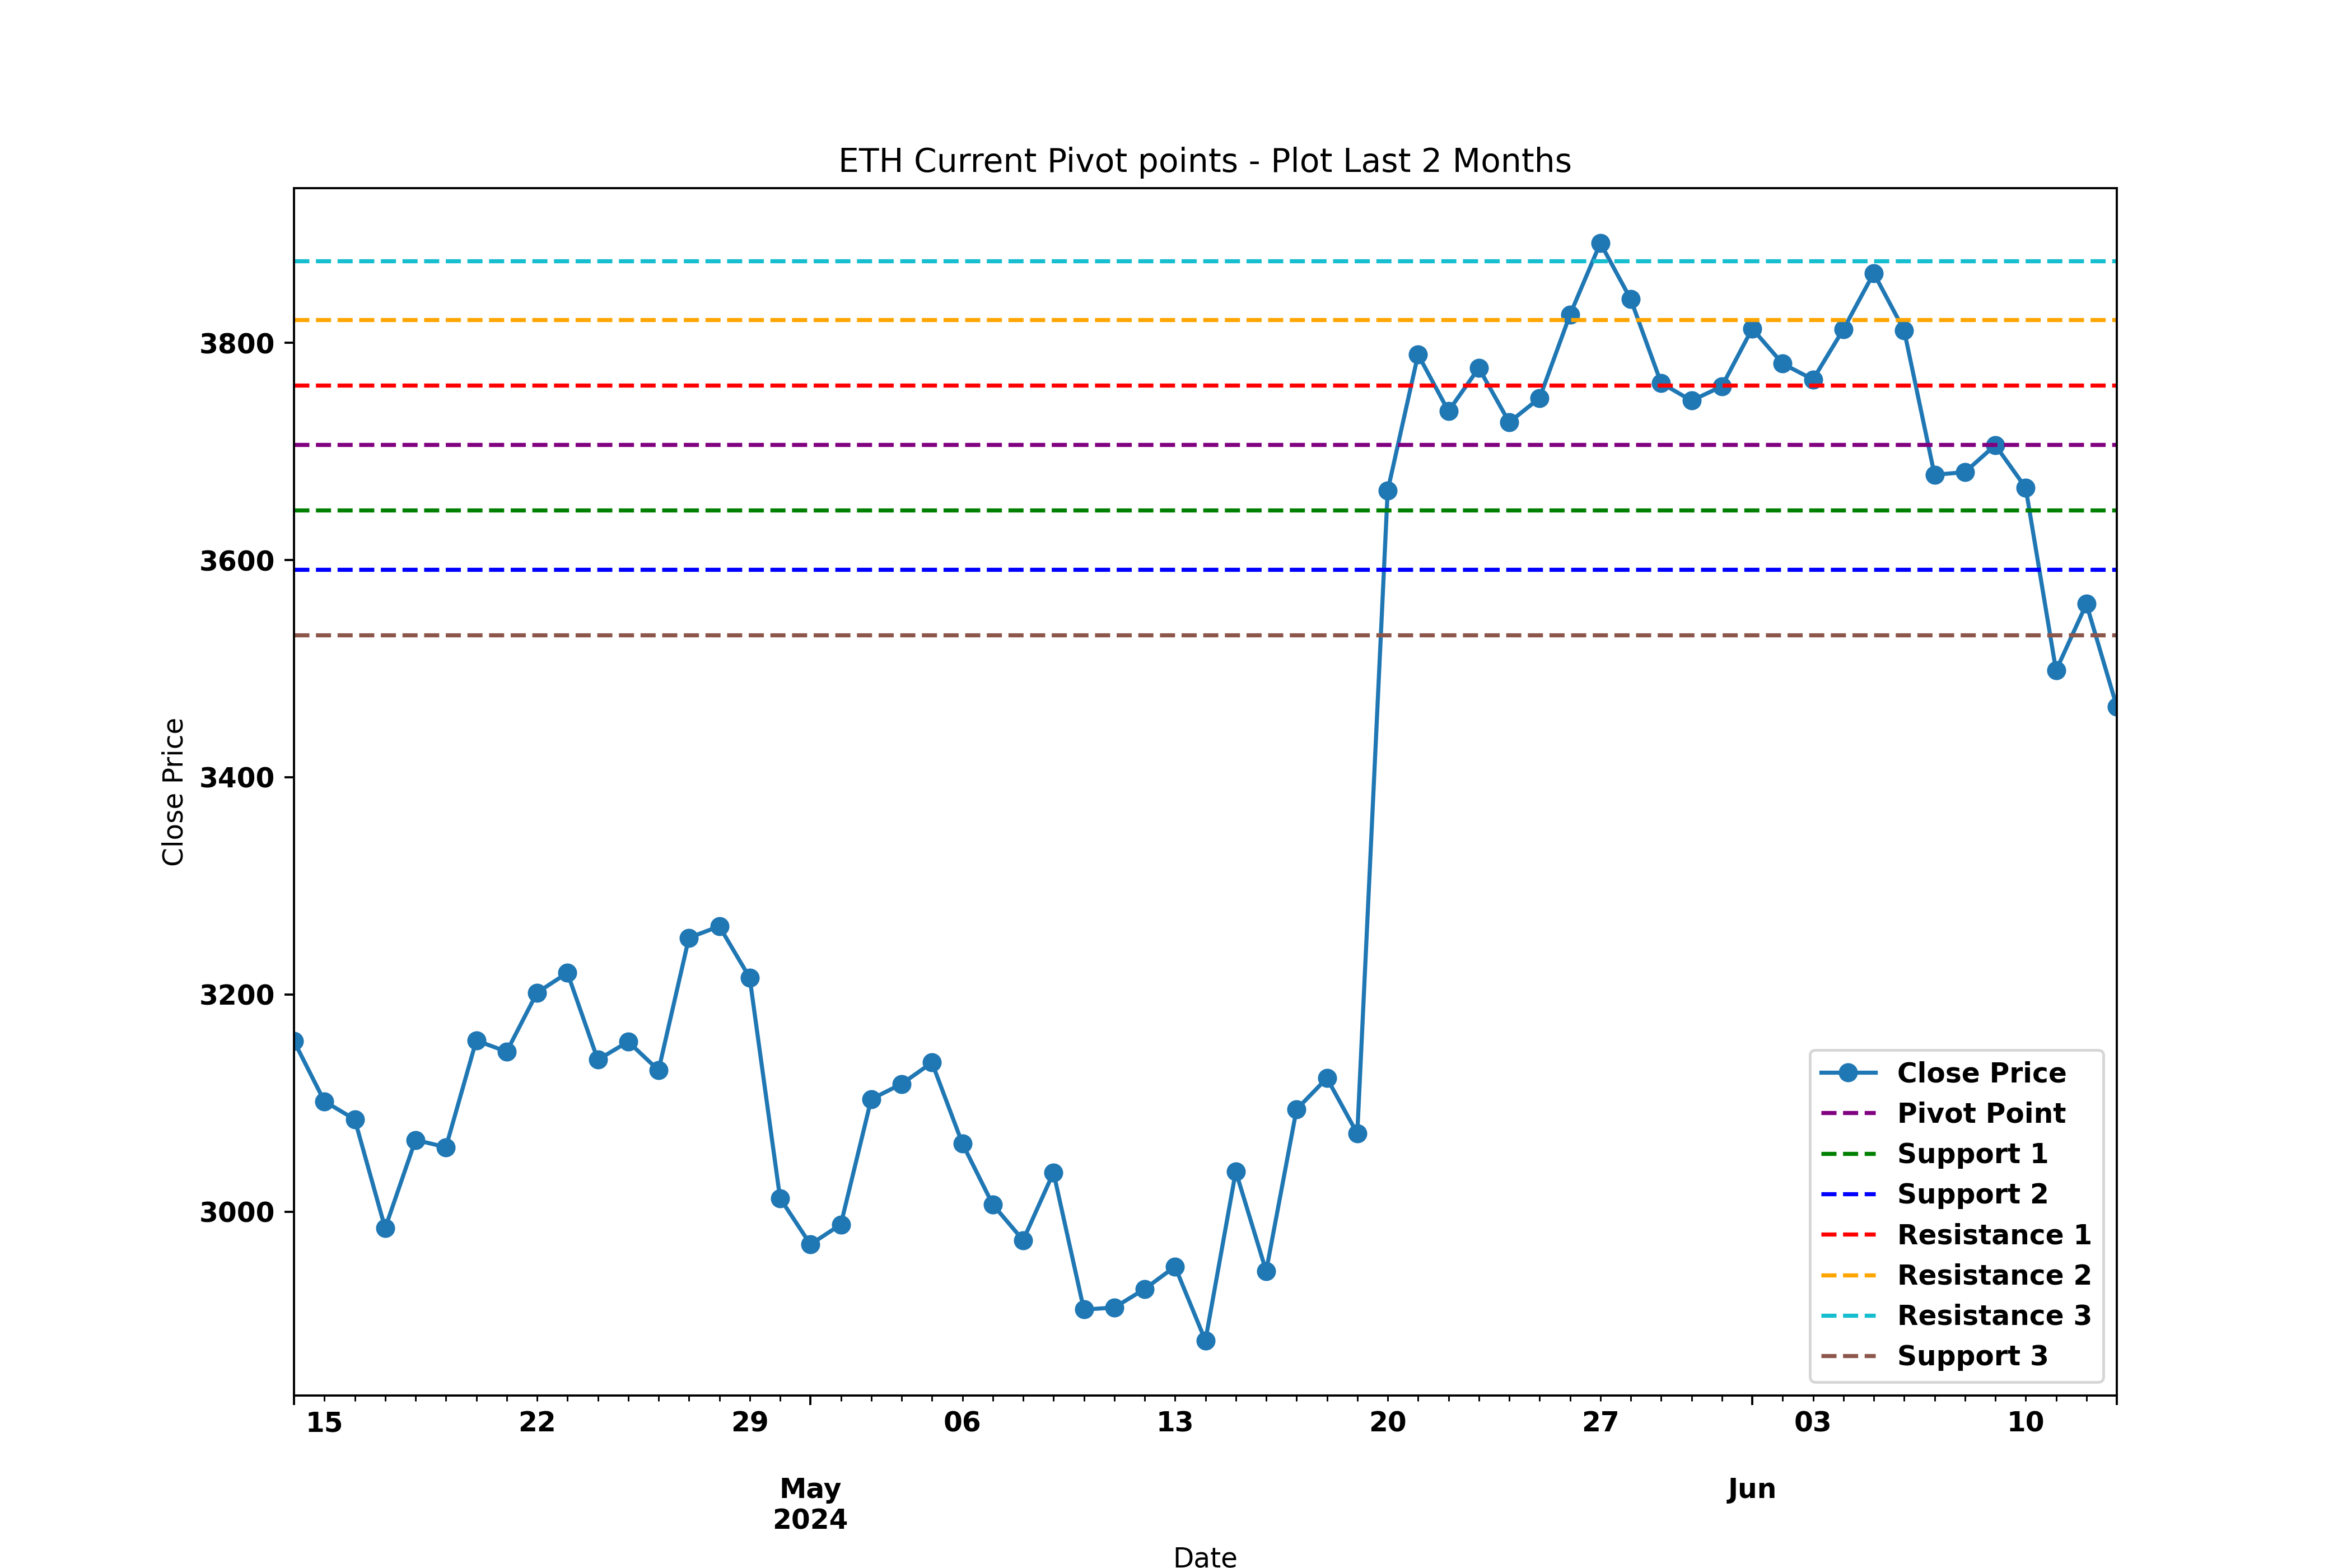 ETH Current Pivot points - Plot Last 2 Months
3800
3600
3400
3200
3000
Close Price
Close Price
Pivot Point
Support 1
Support 2
Resistance 1
Resistance 2
Resistance 3
Support 3
15 22 29 06 13 20 27 03 10
May Jun
2024
Date